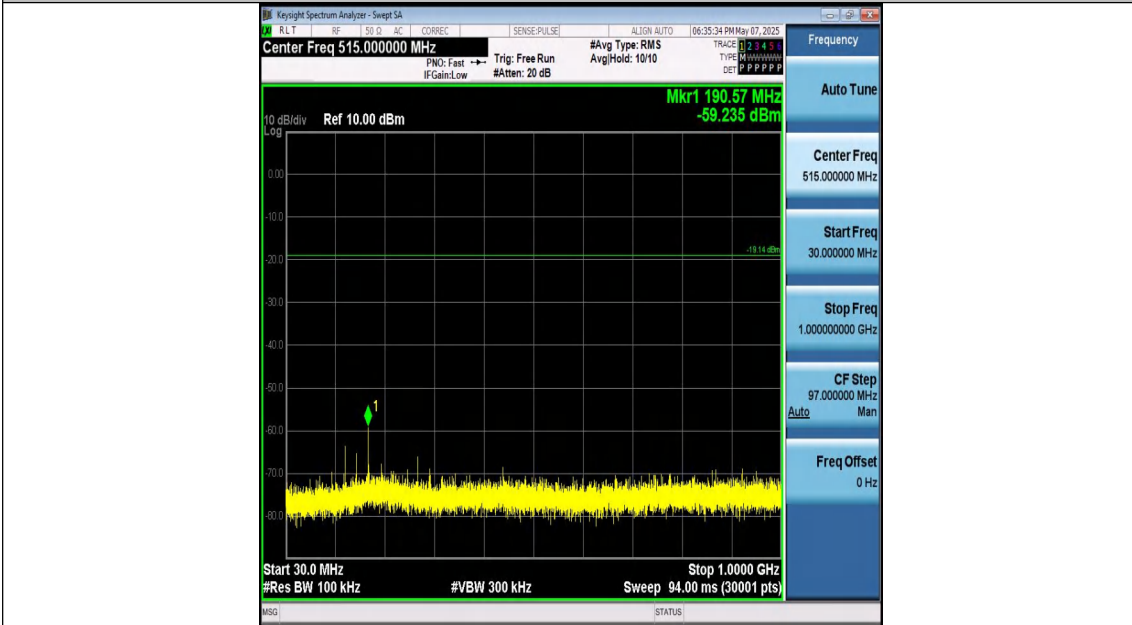 Keysight Spectrum Analyzer - Swept SA
RLT RF 50 Ω AC CORREC SENSE:PULSE ALIGN AUTO 06:35:34 PM May 07, 2025
Center Freq 515.000000 MHz
PNO: Fast
IFGain:Low
Trig: Free Run
#Atten: 20 dB
#Avg Type: RMS
Avg|Hold: 10/10
TRACE 1 2 3 4 5 6
TYPE M W W W W W
DET P P P P P P
Mkr1 190.57 MHz
-59.235 dBm
10 dB/div Ref 10.00 dBm
Log
0.00
-10.0
-19.14 dBm
-20.0
-30.0
-40.0
-50.0
1
-60.0
-70.0
-80.0
Start 30.0 MHz Stop 1.0000 GHz
#Res BW 100 kHz #VBW 300 kHz Sweep 94.00 ms (30001 pts)
MSG STATUS
Frequency
Auto Tune
Center Freq
515.000000 MHz
Start Freq
30.000000 MHz
Stop Freq
1.000000000 GHz
CF Step
97.000000 MHz
Auto Man
Freq Offset
0 Hz